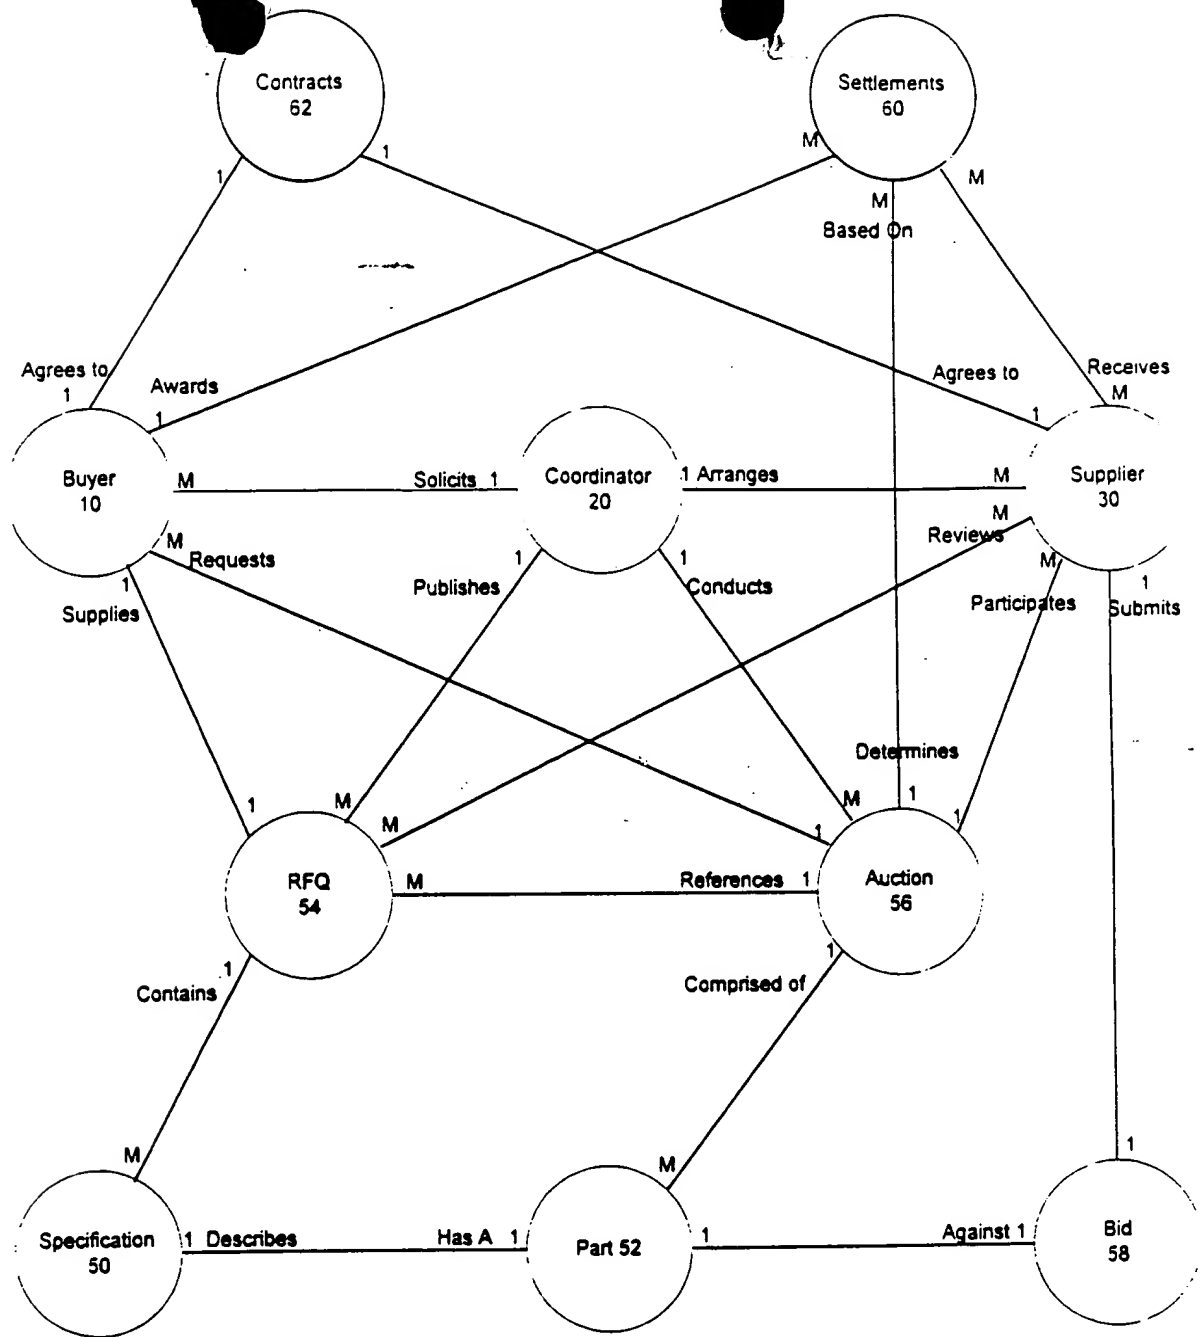 Contracts
62
Settlements
60
1
1
M
M
M
Based On
Agrees to
1
Awards
1
Agrees to
1
Receives
M
Buyer
10
M
Solicits 1
Coordinator
20
1 Arranges
M
Supplier
30
M
Requests
1
Supplies
1
Publishes
1
Conducts
M
Reviews
M
Participates
1
Submits
Determines
1
M
M
M
1
1
1
RFQ
54
M
References 1
Auction
56
1
Contains
1
Comprised of
M
M
1
Specification
50
1 Describes
Has A 1
Part 52
1
Against 1
Bid
58